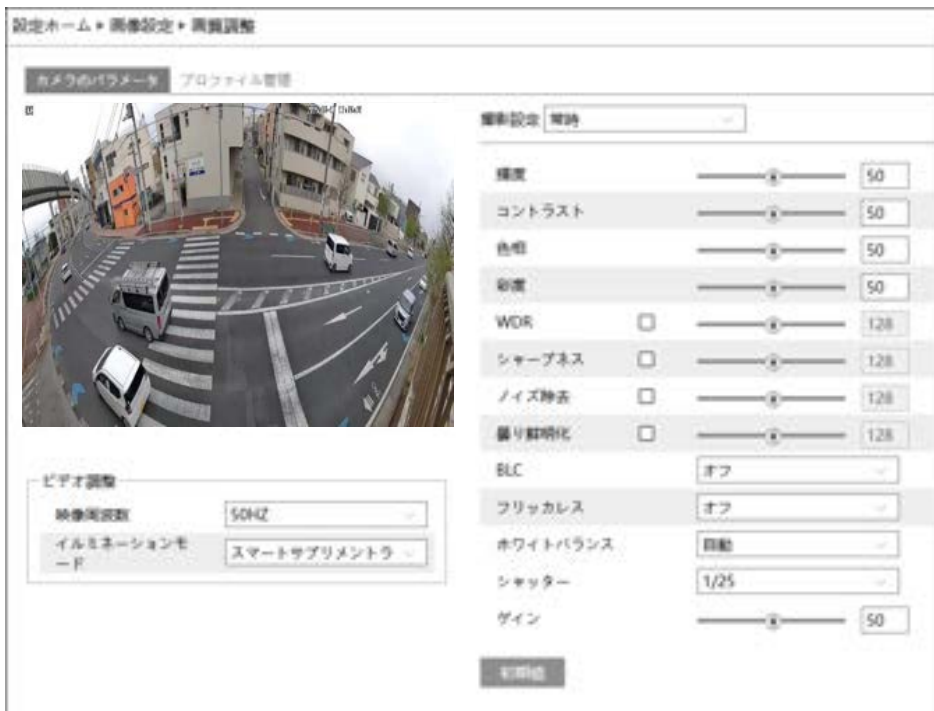 設定ホーム▶画像設定▶画質調整
カメラのパラメータ プロファイル管理
撮影設定 常時
輝度 50
コントラスト 50
色相 50
彩度 50
WDR 128
シャープネス 128
ノイズ除去 128
曇り鮮明化 128
BLC オフ
フリッカレス オフ
ホワイトバランス 自動
シャッター 1/25
ゲイン 50
初期値
ビデオ調整
映像周波数 50HZ
イルミネーションモ
ード スマートサプリメントラ